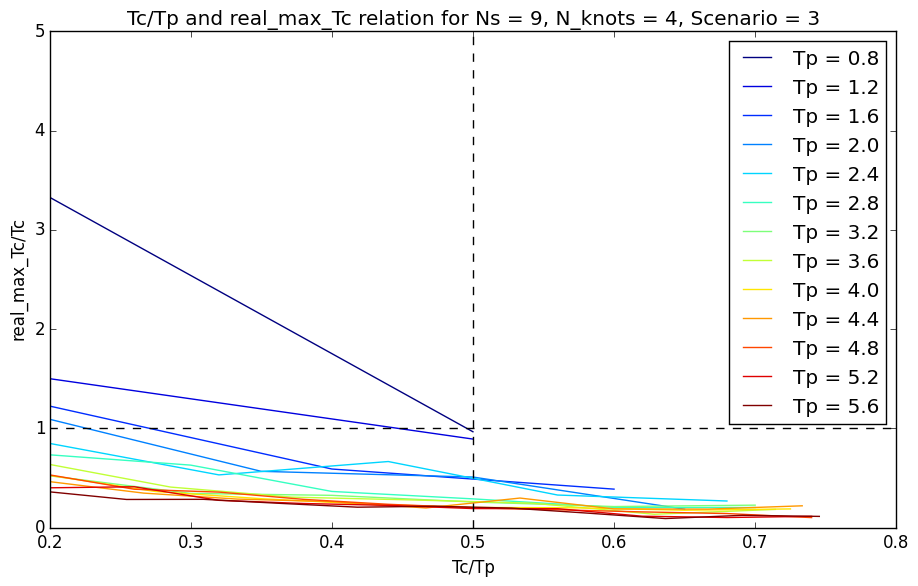 Tc/Tp and real_max_Tc relation for Ns = 9, N_knots = 4, Scenario = 3
5
4
3
2
1
0
real_max_Tc/Tc
Tp = 0.8
Tp = 1.2
Tp = 1.6
Tp = 2.0
Tp = 2.4
Tp = 2.8
Tp = 3.2
Tp = 3.6
Tp = 4.0
Tp = 4.4
Tp = 4.8
Tp = 5.2
Tp = 5.6
0.2 0.3 0.4 0.5 0.6 0.7 0.8
Tc/Tp